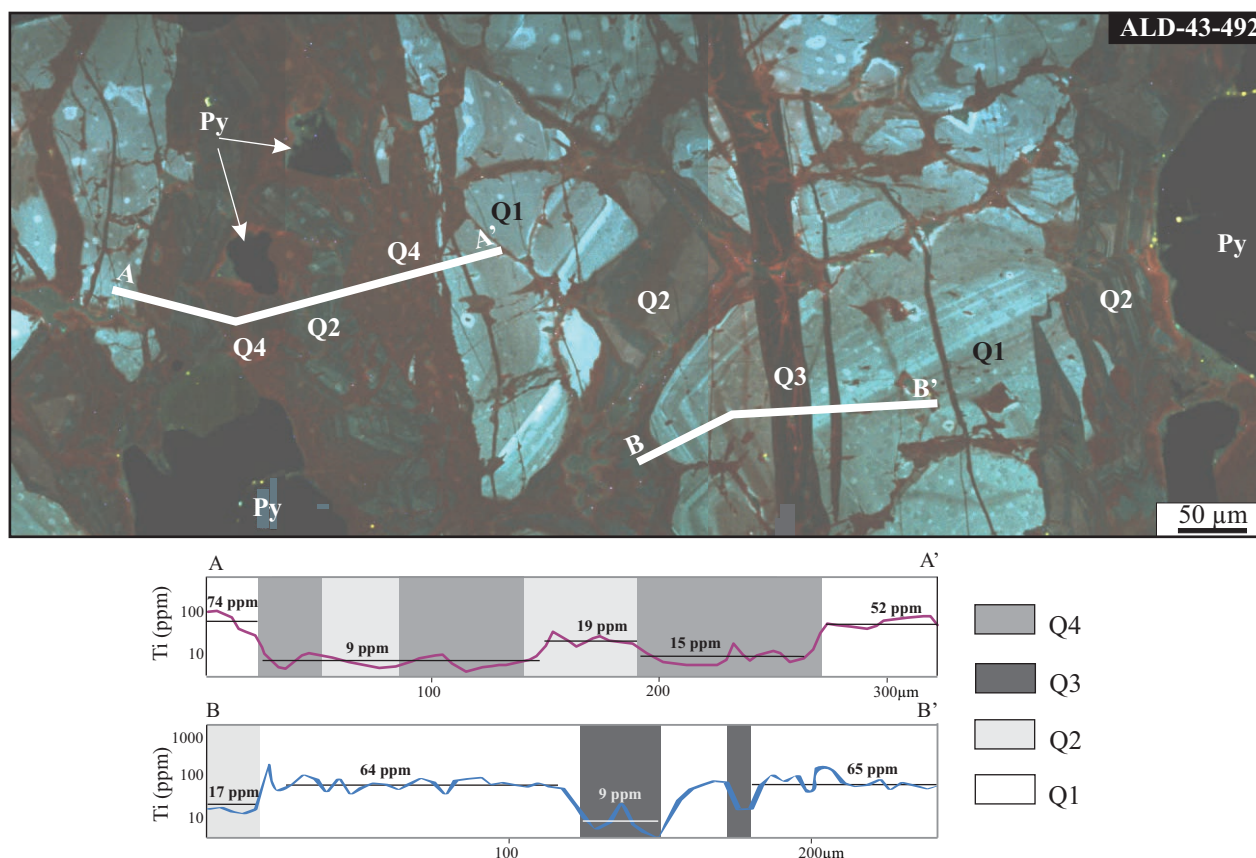 ALD-43-492
Py
Q1
A'
A
Q4
Q2
Q4
Q2
Q2
Py
Q1
Q3
B'
B
Py
50 µm
A
A'
Ti (ppm)
100
10
74 ppm
9 ppm
19 ppm
15 ppm
52 ppm
100
200
300µm
B
B'
Ti (ppm)
1000
100
10
17 ppm
64 ppm
9 ppm
65 ppm
100
200µm
Q4
Q3
Q2
Q1